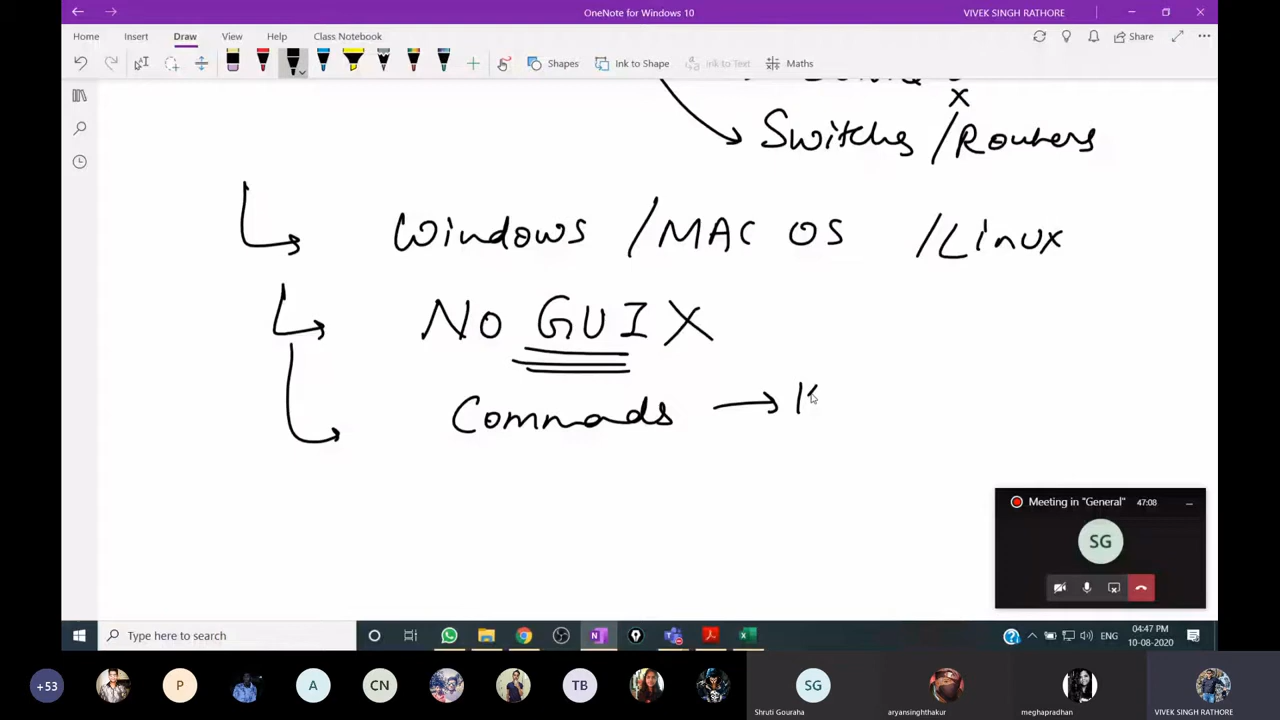 OneNote for Windows 10
VIVEK SINGH RATHORE
Home Insert Draw View Help Class Notebook
Share
Shapes Ink to Shape Ink to Text Maths
x
Switches /Routers
Windows /MAC OS /Linux
NO GUI X
Commads →
Meeting in "General" 47:08
SG
Type here to search
ENG
04:47 PM
10-08-2020
+53 P A CN TB SG
Shruti Gouraha aryansinghthakur meghapradhan VIVEK SINGH RATHORE